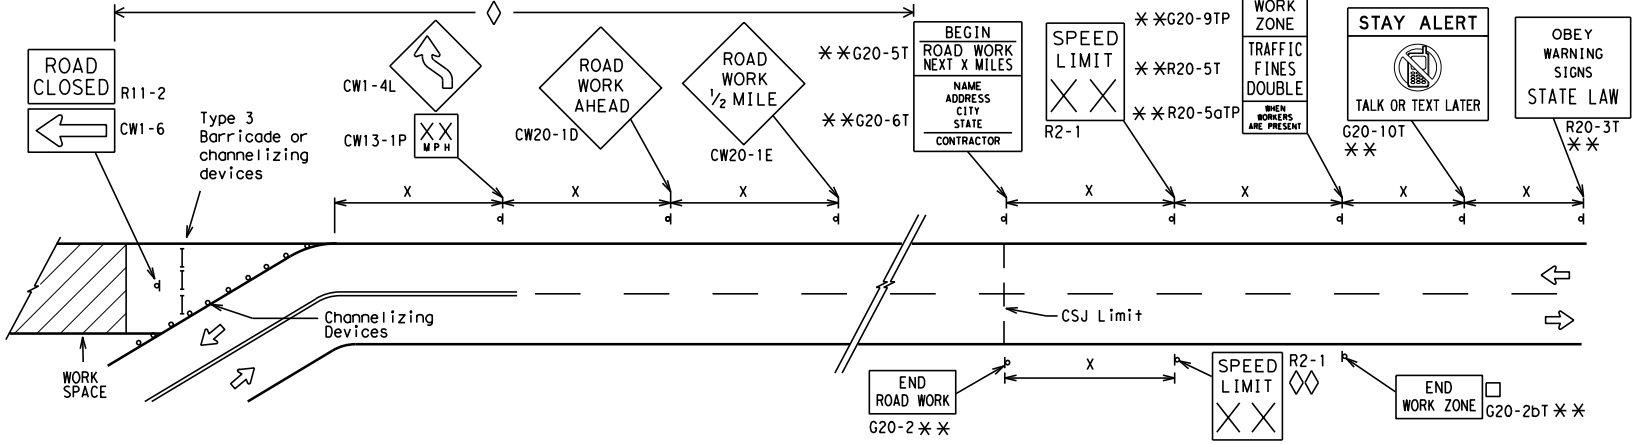 ROAD
CLOSED
R11-2
CW1-6
Type 3
Barricade or
channelizing
devices
CW1-4L
XX
MPH
CW13-1P
ROAD
WORK
AHEAD
CW20-1D
ROAD
WORK
1/2 MILE
CW20-1E
**G20-5T
**G20-6T
BEGIN
ROAD WORK
NEXT X MILES
NAME
ADDRESS
CITY
STATE
CONTRACTOR
SPEED
LIMIT
X X
R2-1
**G20-9TP
**R20-5T
**R20-5aTP
WORK
ZONE
TRAFFIC
FINES
DOUBLE
WHEN
WORKERS
ARE PRESENT
STAY ALERT
TALK OR TEXT LATER
G20-10T
**
OBEY
WARNING
SIGNS
STATE LAW
R20-3T
**
X X X X X X X
Channelizing
Devices
CSJ Limit
WORK
SPACE
END
ROAD WORK
G20-2 **
X
SPEED
LIMIT
X X
R2-1
END
WORK ZONE
G20-2bT **